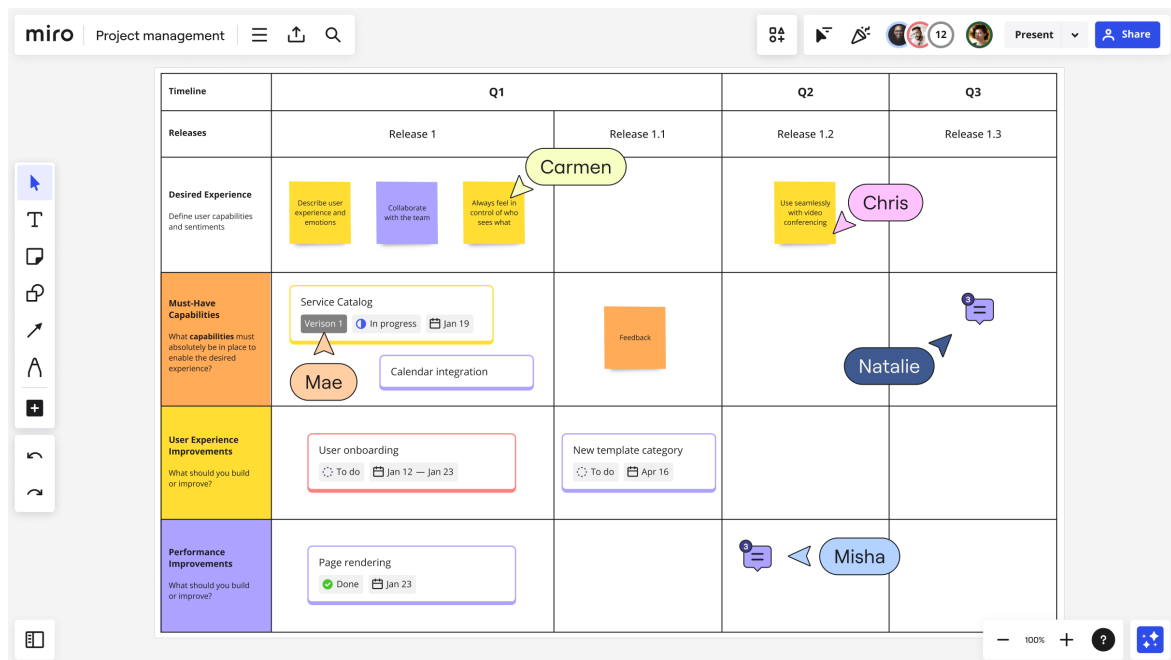 miro
Project management
12
Present
Share
Timeline
Q1
Q2
Q3
Releases
Release 1
Release 1.1
Release 1.2
Release 1.3
Carmen
Desired Experience
Define user capabilities
and sentiments
Describe user
experience and
emotions
Collaborate
with the team
Always feel in
control of who
sees what
Use seamlessly
with video
conferencing
Chris
Must-Have
Capabilities
What capabilities must
absolutely be in place to
enable the desired
experience?
Service Catalog
Verison 1
In progress
Jan 19
Mae
Calendar integration
Feedback
3
Natalie
User Experience
Improvements
What should you build
or improve?
User onboarding
To do
Jan 12 — Jan 23
New template category
To do
Apr 16
Performance
Improvements
What should you build
or improve?
Page rendering
Done
Jan 23
3
Misha
100%
?